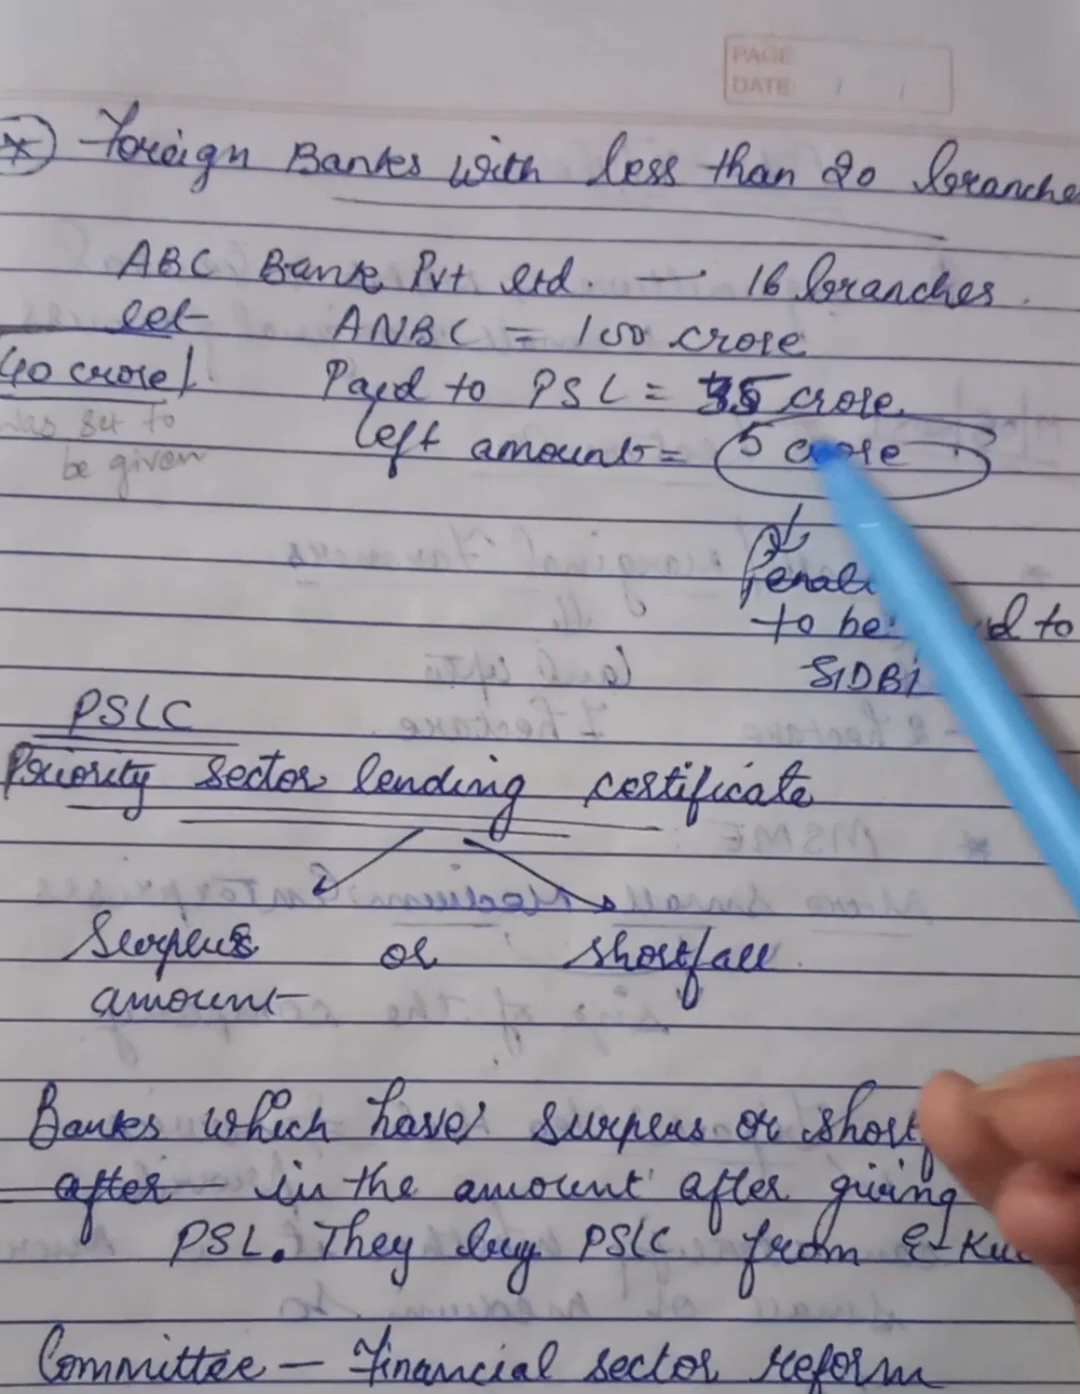 PAGE
DATE
* Foreign Banks with less than 20 branche
ABC Bank Pvt ltd. — 16 branches.
let ANBC = 100 crore
40 crore Paid to PSL = 35 crore
was set to
left amount = 5 crore
be given
Penal
to be d to
SIDBI
PSLC
Priority sector lending certificate
Surplus or shortfall.
amount
Banks which have surplus or short
after - in the amount after giving
PSL. They buy PSLC from E-Ku
Committee — Financial sector reform